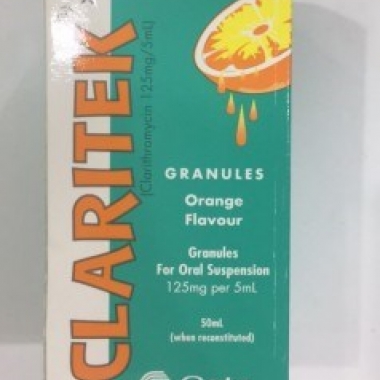 CLARITEK
[Clarithromycin 125mg/5mL]
GRANULES
Orange
Flavour
Granules
For Oral Suspension
125mg per 5mL
50mL
(when reconstituted)